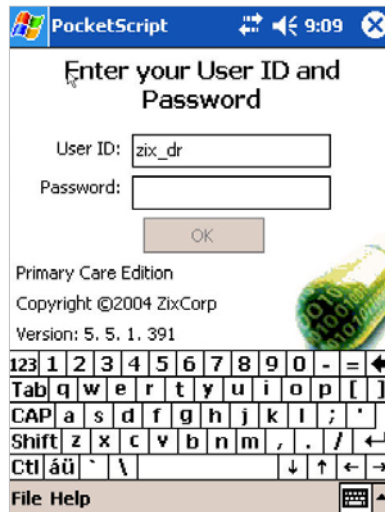 PocketScript 9:09
Enter your User ID and
Password
User ID: zix_dr
Password:
OK
Primary Care Edition
Copyright ©2004 ZixCorp
Version: 5. 5. 1. 391
123 1 2 3 4 5 6 7 8 9 0 - =
Tab q w e r t y u i o p [ ]
CAP a s d f g h j k l ; '
Shift z x c v b n m , . /
Ctl áü ` \ ↓ ↑ ← →
File Help